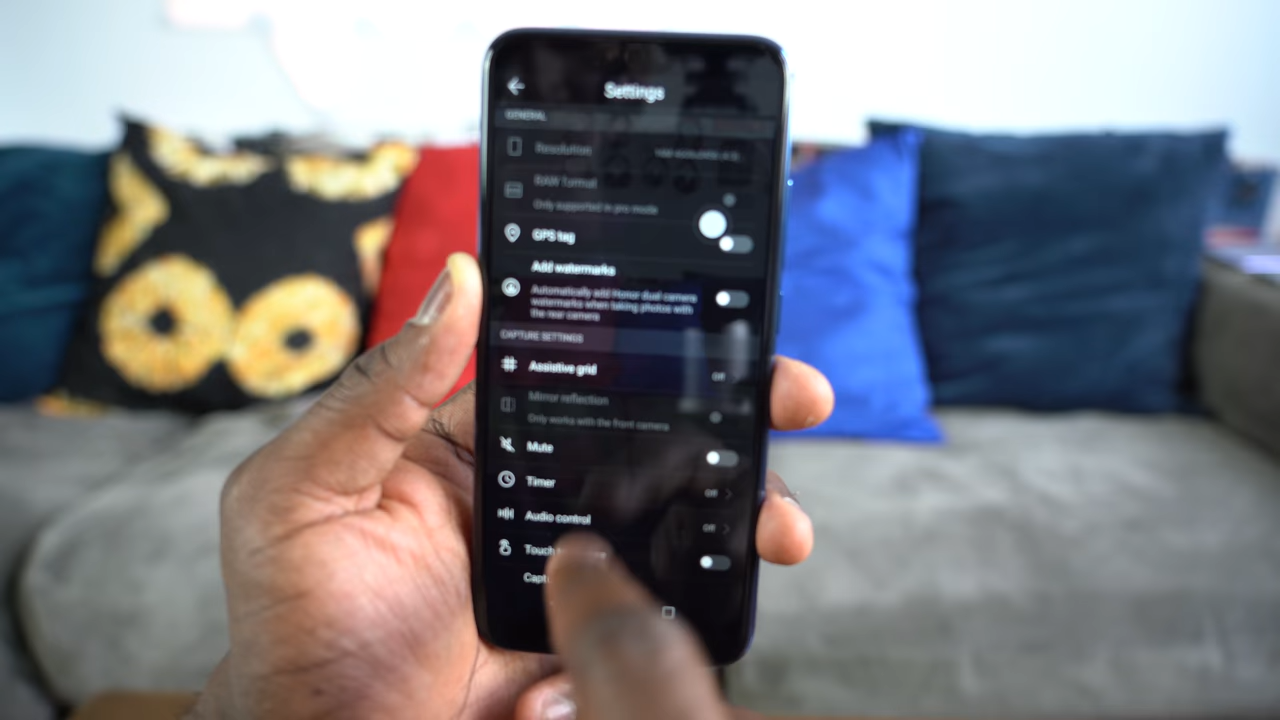 Settings
GENERAL
Resolution
RAW format
Only supported in pro mode
GPS tag
Add watermarks
Automatically add Honor dual camera
watermarks when taking photos with
the rear camera
CAPTURE SETTINGS
Assistive grid
Off
Mirror reflection
Only works with the front camera
Mute
Timer
Off
Audio control
Off
Touch
Capt